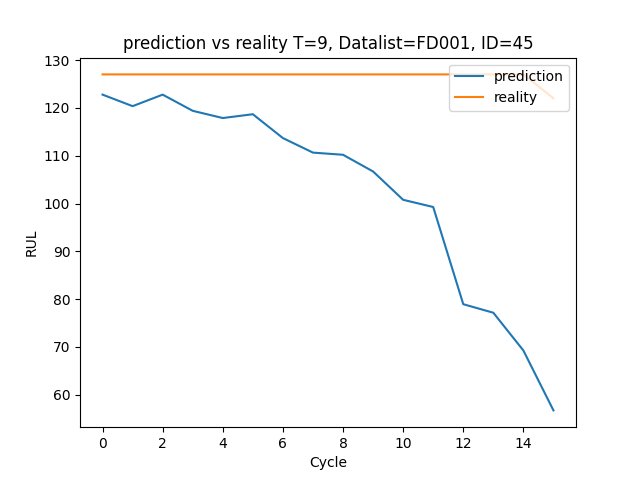 prediction vs reality T=9, Datalist=FD001, ID=45
prediction
reality
130
120
110
100
90
80
70
60
RUL
0 2 4 6 8 10 12 14
Cycle